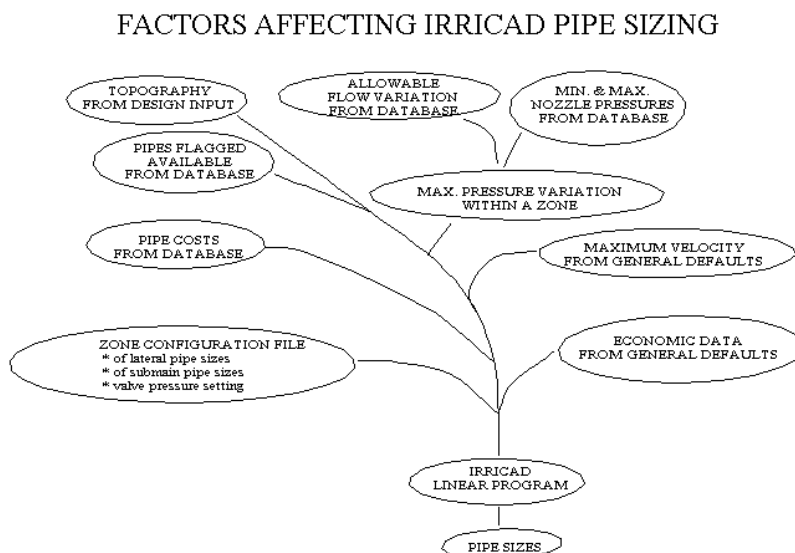 FACTORS AFFECTING IRRICAD PIPE SIZING
TOPOGRAPHY
FROM DESIGN INPUT
ALLOWABLE
FLOW VARIATION
FROM DATABASE
MIN. & MAX.
NOZZLE PRESSURES
FROM DATABASE
PIPES FLAGGED
AVAILABLE
FROM DATABASE
MAX. PRESSURE VARIATION
WITHIN A ZONE
PIPE COSTS
FROM DATABASE
MAXIMUM VELOCITY
FROM GENERAL DEFAULTS
ZONE CONFIGURATION FILE
* of lateral pipe sizes
* of submain pipe sizes
* valve pressure setting
ECONOMIC DATA
FROM GENERAL DEFAULTS
IRRICAD
LINEAR PROGRAM
PIPE SIZES